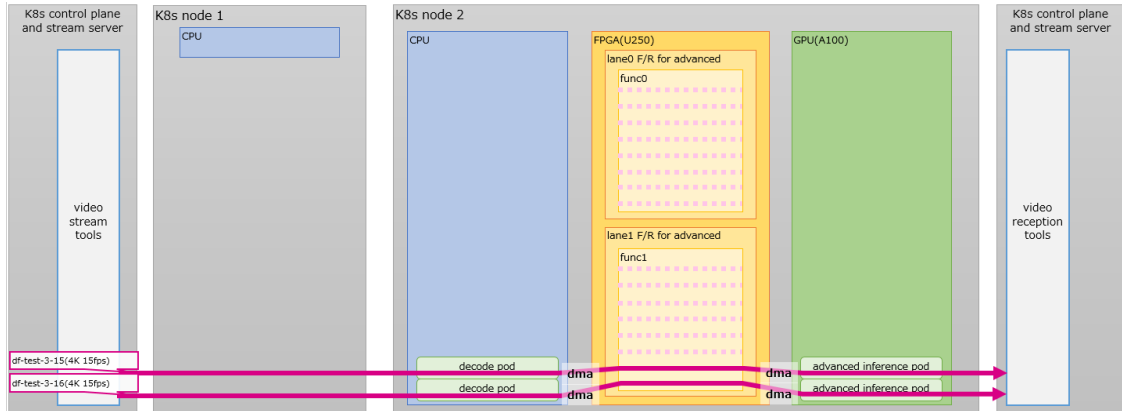 K8s control plane
and stream server
video
stream
tools
df-test-3-15(4K 15fps)
df-test-3-16(4K 15fps)
K8s node 1
CPU
K8s node 2
CPU
decode pod
decode pod
dma
dma
FPGA(U250)
lane0 F/R for advanced
func0
lane1 F/R for advanced
func1
dma
dma
GPU(A100)
advanced inference pod
advanced inference pod
K8s control plane
and stream server
video
reception
tools